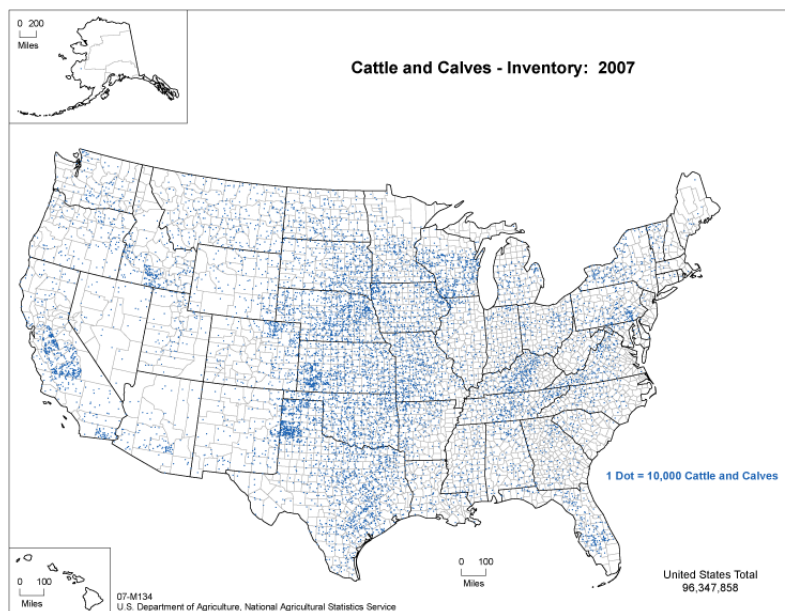 0 200
Miles
Cattle and Calves - Inventory: 2007
1 Dot = 10,000 Cattle and Calves
0 100
Miles
0 100
Miles
United States Total
96,347,858
07-M134
U.S. Department of Agriculture, National Agricultural Statistics Service